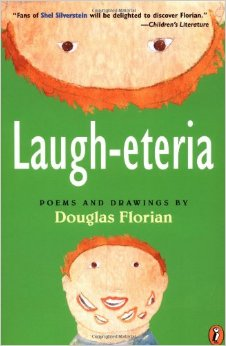 "Fans of Shel Silverstein will be delighted to discover Florian."
—Children's Literature
Laugh-eteria
POEMS AND DRAWINGS BY
Douglas Florian